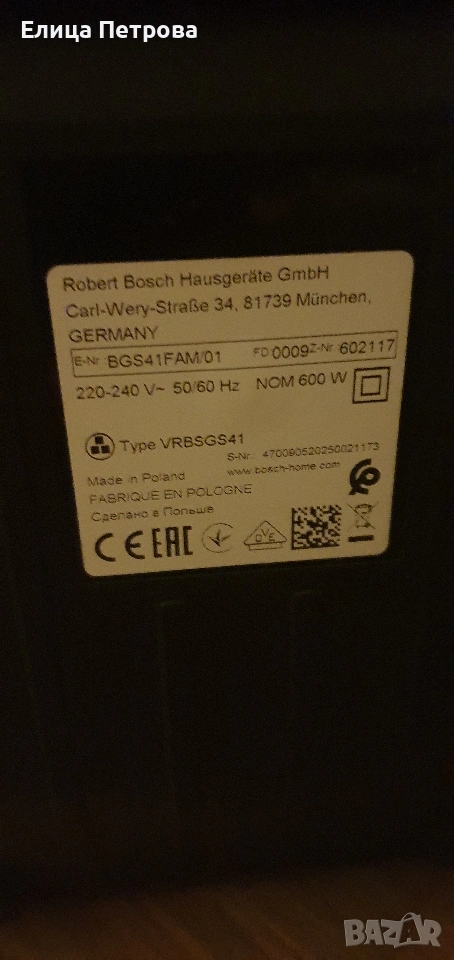 Елица Петрова
Robert Bosch Hausgeräte GmbH
Carl-Wery-Straße 34, 81739 München,
GERMANY
E-Nr BGS41FAM/01 FD 0009 Z-Nr 602117
220-240 V~ 50/60 Hz NOM 600 W
Type VRBSGS41
S-Nr. 470090520250021173
Made in Poland www.bosch-home.com
FABRIQUE EN POLOGNE
Сделано в Польше
CE EAC OVE
BAZAR